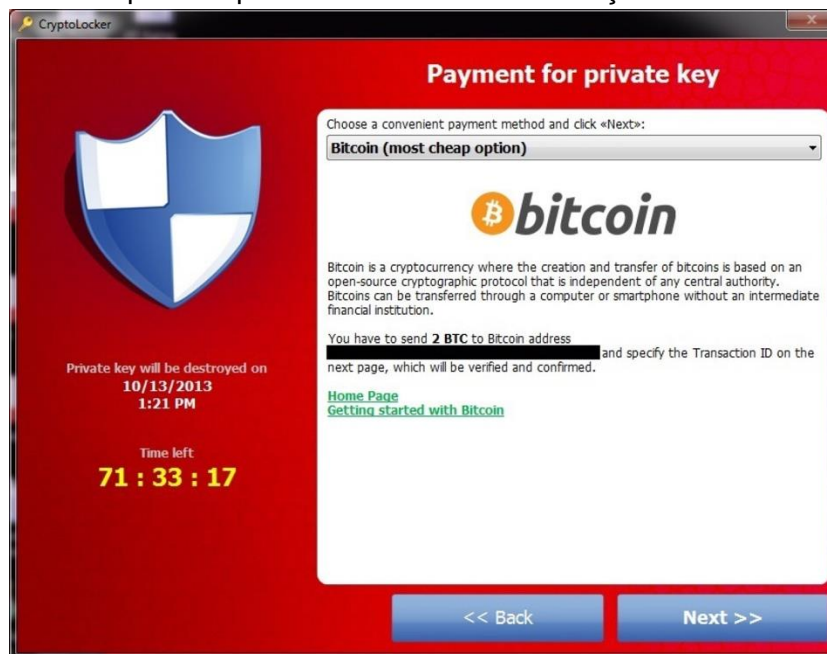 CryptoLocker
Payment for private key
Choose a convenient payment method and click «Next»:
Bitcoin (most cheap option)
bitcoin
Bitcoin is a cryptocurrency where the creation and transfer of bitcoins is based on an
open-source cryptographic protocol that is independent of any central authority.
Bitcoins can be transferred through a computer or smartphone without an intermediate
financial institution.
You have to send 2 BTC to Bitcoin address
and specify the Transaction ID on the
next page, which will be verified and confirmed.
Home Page
Getting started with Bitcoin
Private key will be destroyed on
10/13/2013
1:21 PM
Time left
71 : 33 : 17
<< Back
Next >>